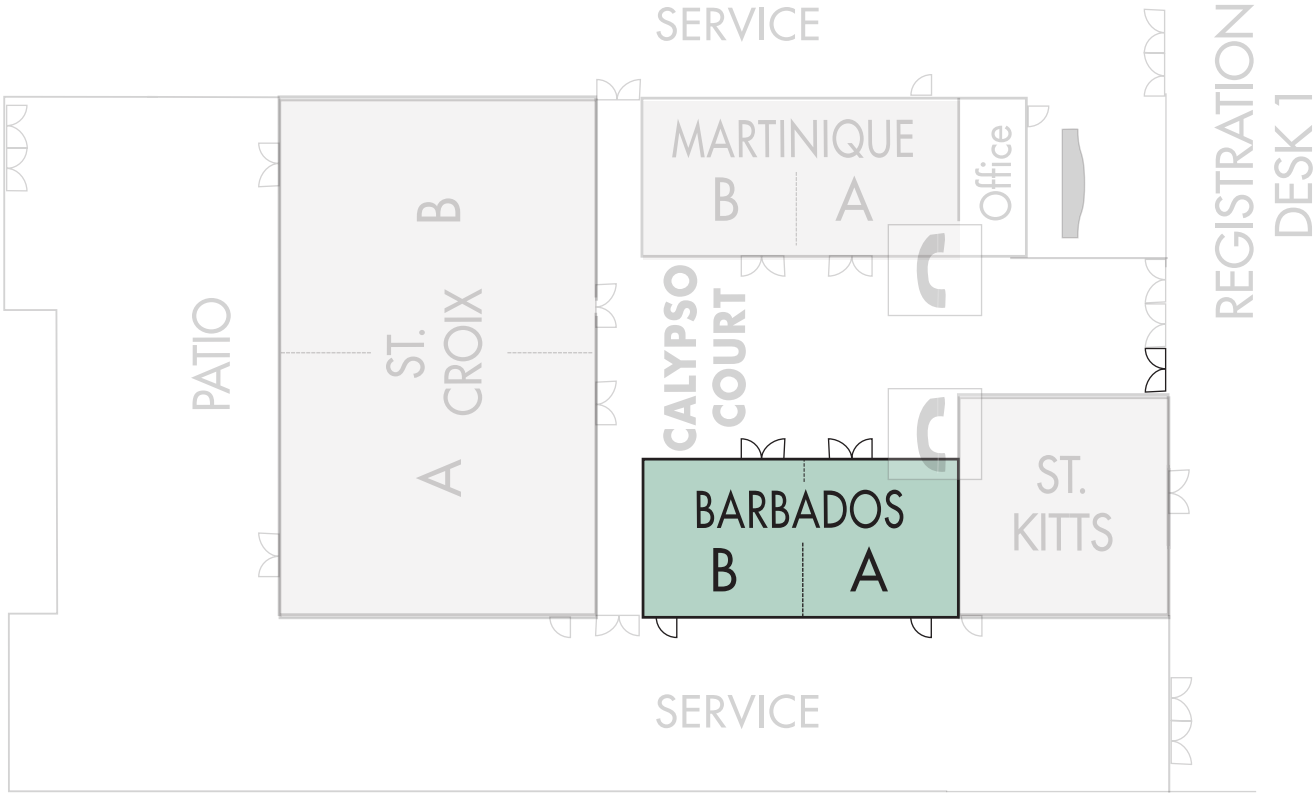 SERVICE
REGISTRATION
DESK 1
MARTINIQUE
B A
Office
PATIO
ST.
CROIX
B
A
CALYPSO
COURT
BARBADOS
B A
ST.
KITTS
SERVICE